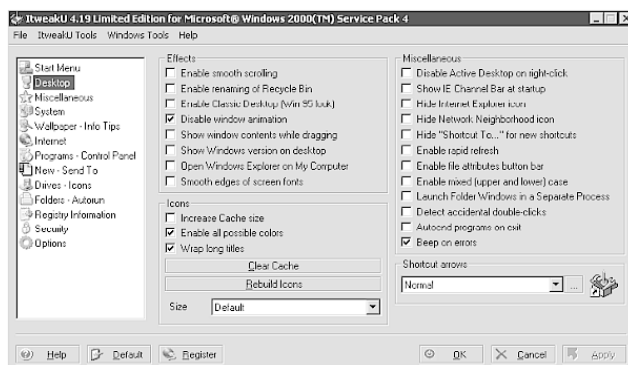 ItweakU 4.19 Limited Edition for Microsoft® Windows 2000(TM) Service Pack 4
File ItweakU Tools Windows Tools Help
Start Menu
Desktop
Miscellaneous
System
Wallpaper - Info Tips
Internet
Programs - Control Panel
New - Send To
Drives - Icons
Folders - Autorun
Registry Information
Security
Options
Effects
Enable smooth scrolling
Enable renaming of Recycle Bin
Enable Classic Desktop (Win 95 look)
Disable window animation
Show window contents while dragging
Show Windows version on desktop
Open Windows Explorer on My Computer
Smooth edges of screen fonts
Icons
Increase Cache size
Enable all possible colors
Wrap long titles
Clear Cache
Rebuild Icons
Size Default
Miscellaneous
Disable Active Desktop on right-click
Show IE Channel Bar at startup
Hide Internet Explorer icon
Hide Network Neighborhood icon
Hide "Shortcut To..." for new shortcuts
Enable rapid refresh
Enable file attributes button bar
Enable mixed (upper and lower) case
Launch Folder Windows in a Separate Process
Detect accidental double-clicks
Autoend programs on exit
Beep on errors
Shortcut arrows
Normal ...
Help Default Register OK Cancel Apply